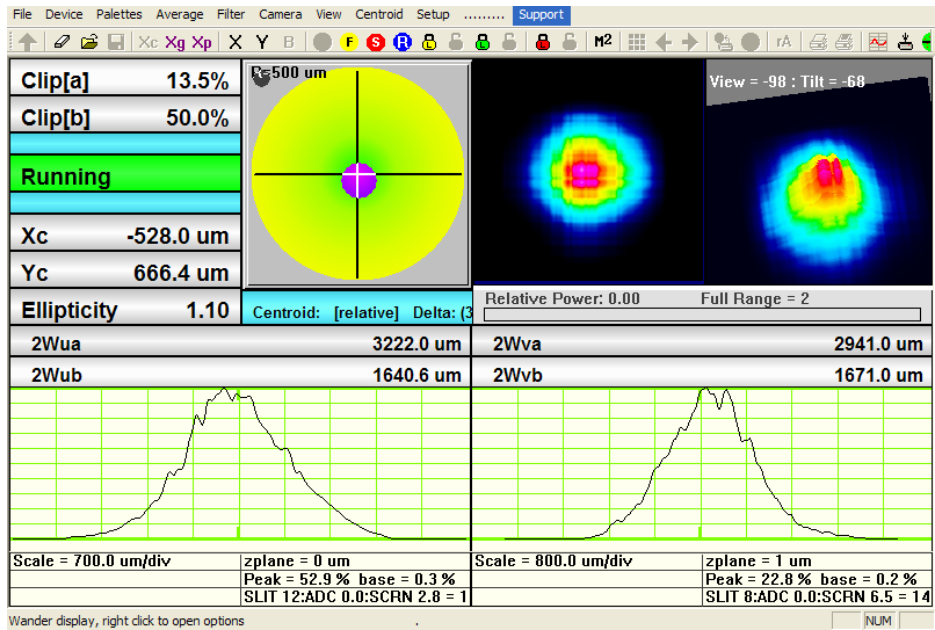 File Device Palettes Average Filter Camera View Centroid Setup ......... Support
Xc Xg Xp X Y B F S R M² rA
Clip[a] 13.5%
Clip[b] 50.0%
Running
Xc -528.0 um
Yc 666.4 um
Ellipticity 1.10
R=500 um
View = -98 : Tilt = -68
Centroid: [relative] Delta: (3
Relative Power: 0.00 Full Range = 2
2Wua 3222.0 um
2Wva 2941.0 um
2Wub 1640.6 um
2Wvb 1671.0 um
Scale = 700.0 um/div
zplane = 0 um
Peak = 52.9 % base = 0.3 %
SLIT 12:ADC 0.0:SCRN 2.8 = 1
Scale = 800.0 um/div
zplane = 1 um
Peak = 22.8 % base = 0.2 %
SLIT 8:ADC 0.0:SCRN 6.5 = 14
Wander display, right click to open options . NUM